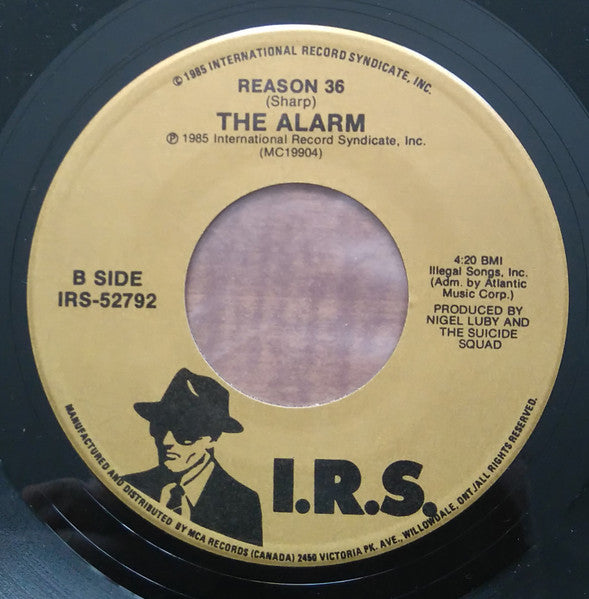 © 1985 INTERNATIONAL RECORD SYNDICATE, INC.
REASON 36
(Sharp)
THE ALARM
℗ 1985 International Record Syndicate, Inc.
(MC19904)
B SIDE
IRS-52792
4:20 BMI
Illegal Songs, Inc.
(Adm. by Atlantic
Music Corp.)
PRODUCED BY
NIGEL LUBY AND
THE SUICIDE
SQUAD
I.R.S.
MANUFACTURED AND DISTRIBUTED BY MCA RECORDS (CANADA) 2450 VICTORIA PK. AVE., WILLOWDALE, ONT./ALL RIGHTS RESERVED.